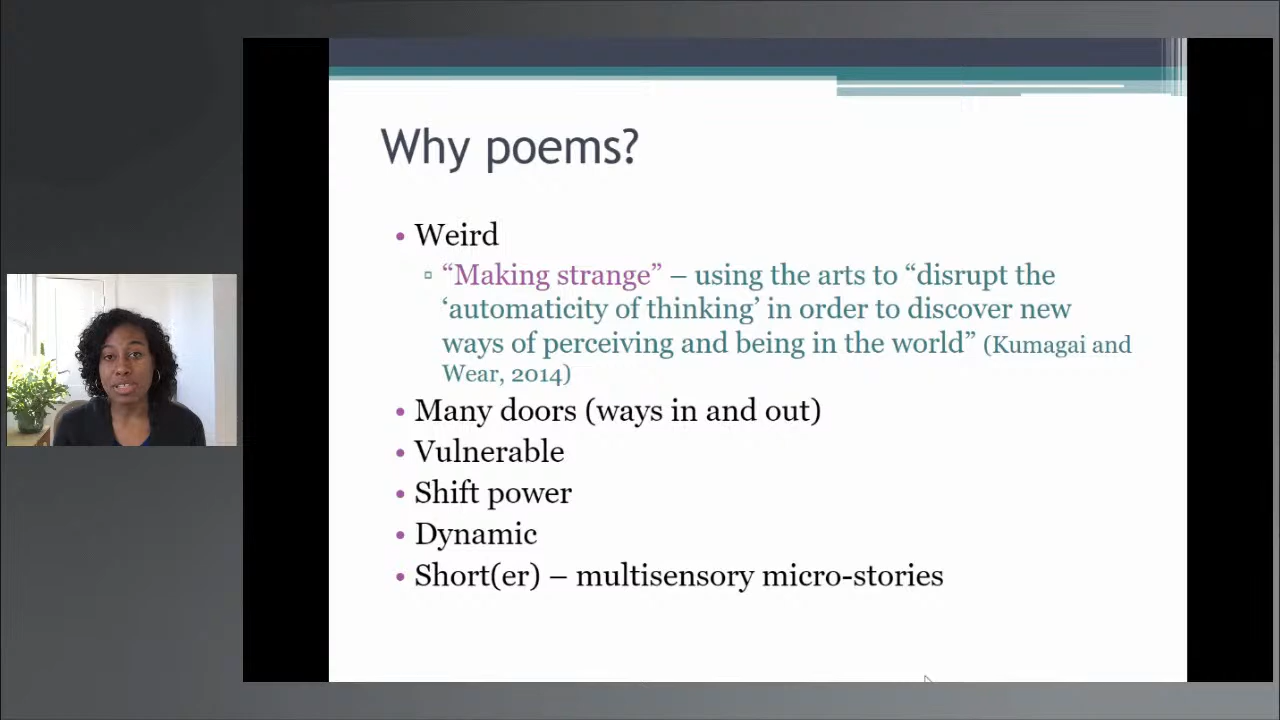 Why poems?
• Weird
▫ “Making strange” – using the arts to “disrupt the
‘automaticity of thinking’ in order to discover new
ways of perceiving and being in the world” (Kumagai and
Wear, 2014)
• Many doors (ways in and out)
• Vulnerable
• Shift power
• Dynamic
• Short(er) – multisensory micro-stories